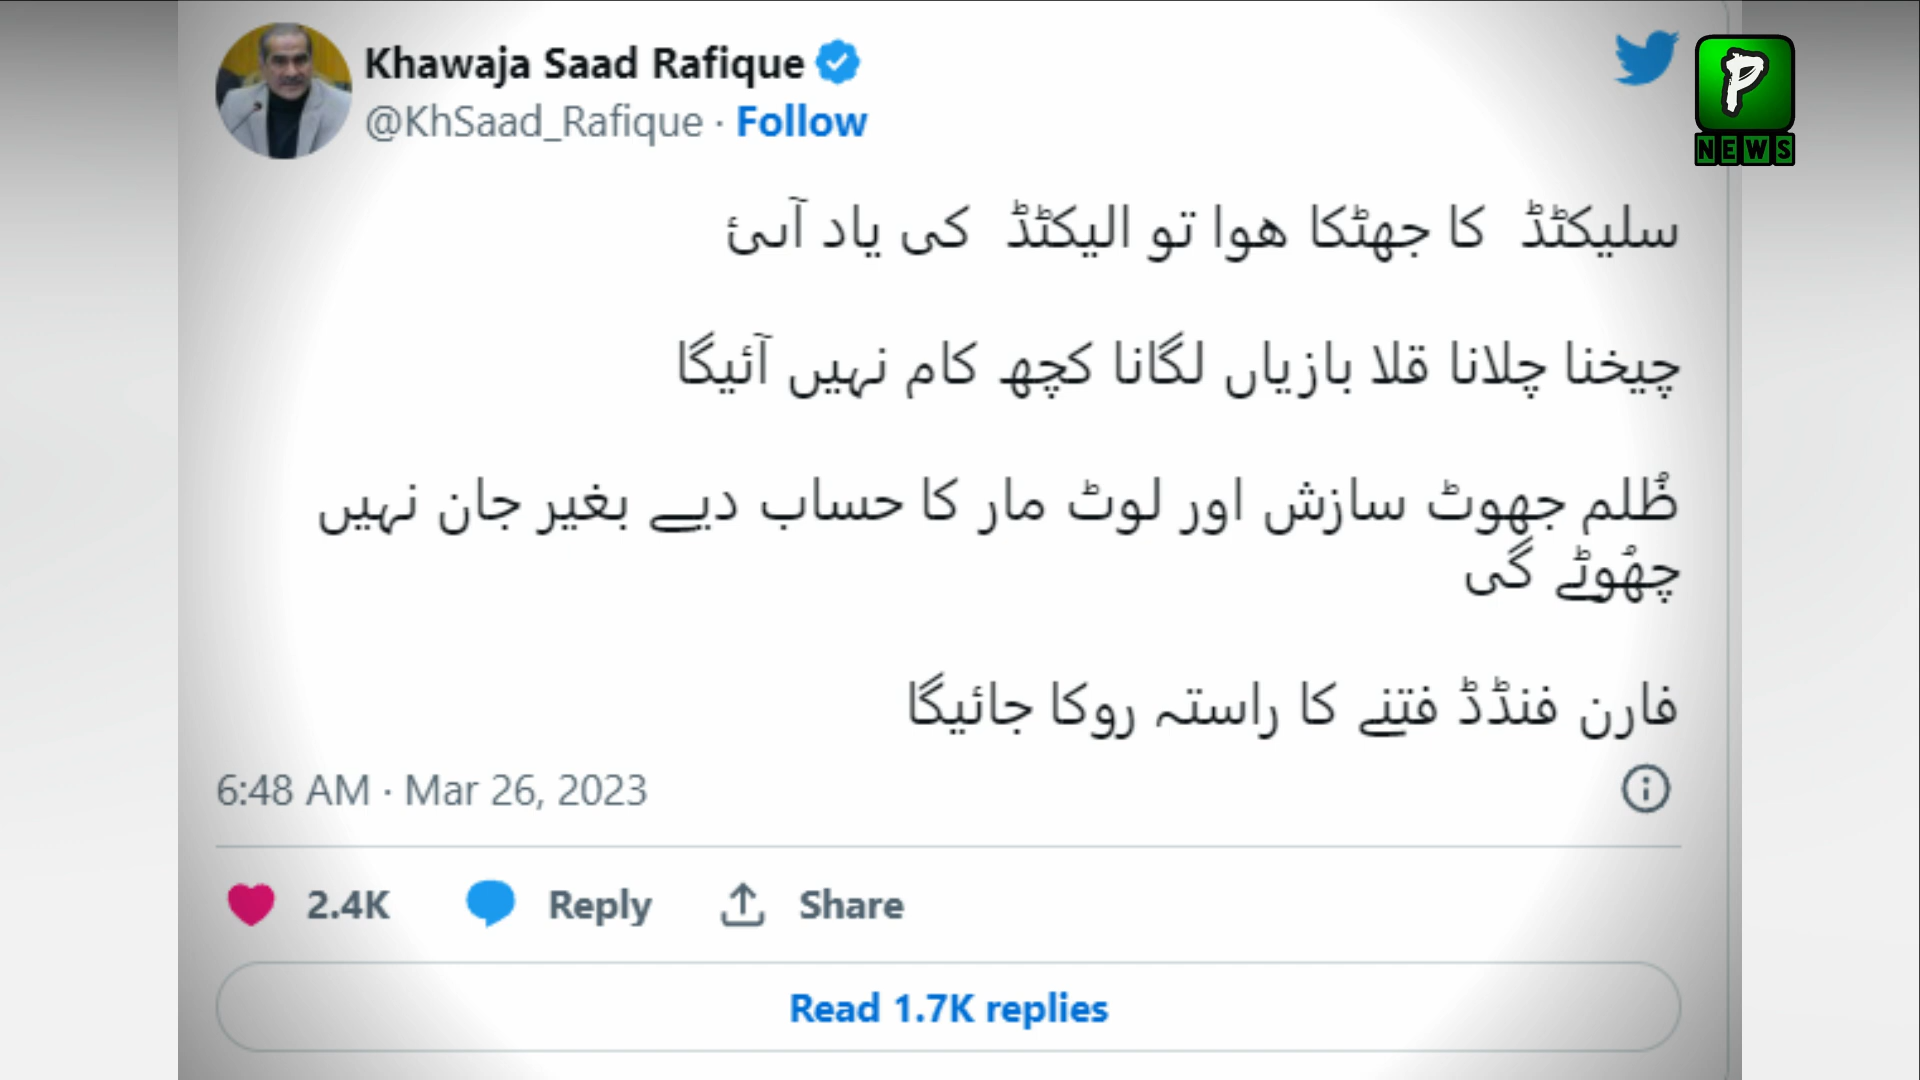 Khawaja Saad Rafique
@KhSaad_Rafique · Follow
P
NEWS
سلیکٹڈ کا جھٹکا ھوا تو الیکٹڈ کی یاد آںئ
چیخنا چلانا قلا بازیاں لگانا کچھ کام نہیں آئیگا
ظُلم جھوٹ سازش اور لوٹ مار کا حساب دیے بغیر جان نہیں
چھُوٹے گی
فارن فنڈڈ فتنے کا راستہ روکا جائیگا
6:48 AM · Mar 26, 2023
2.4K Reply Share
Read 1.7K replies